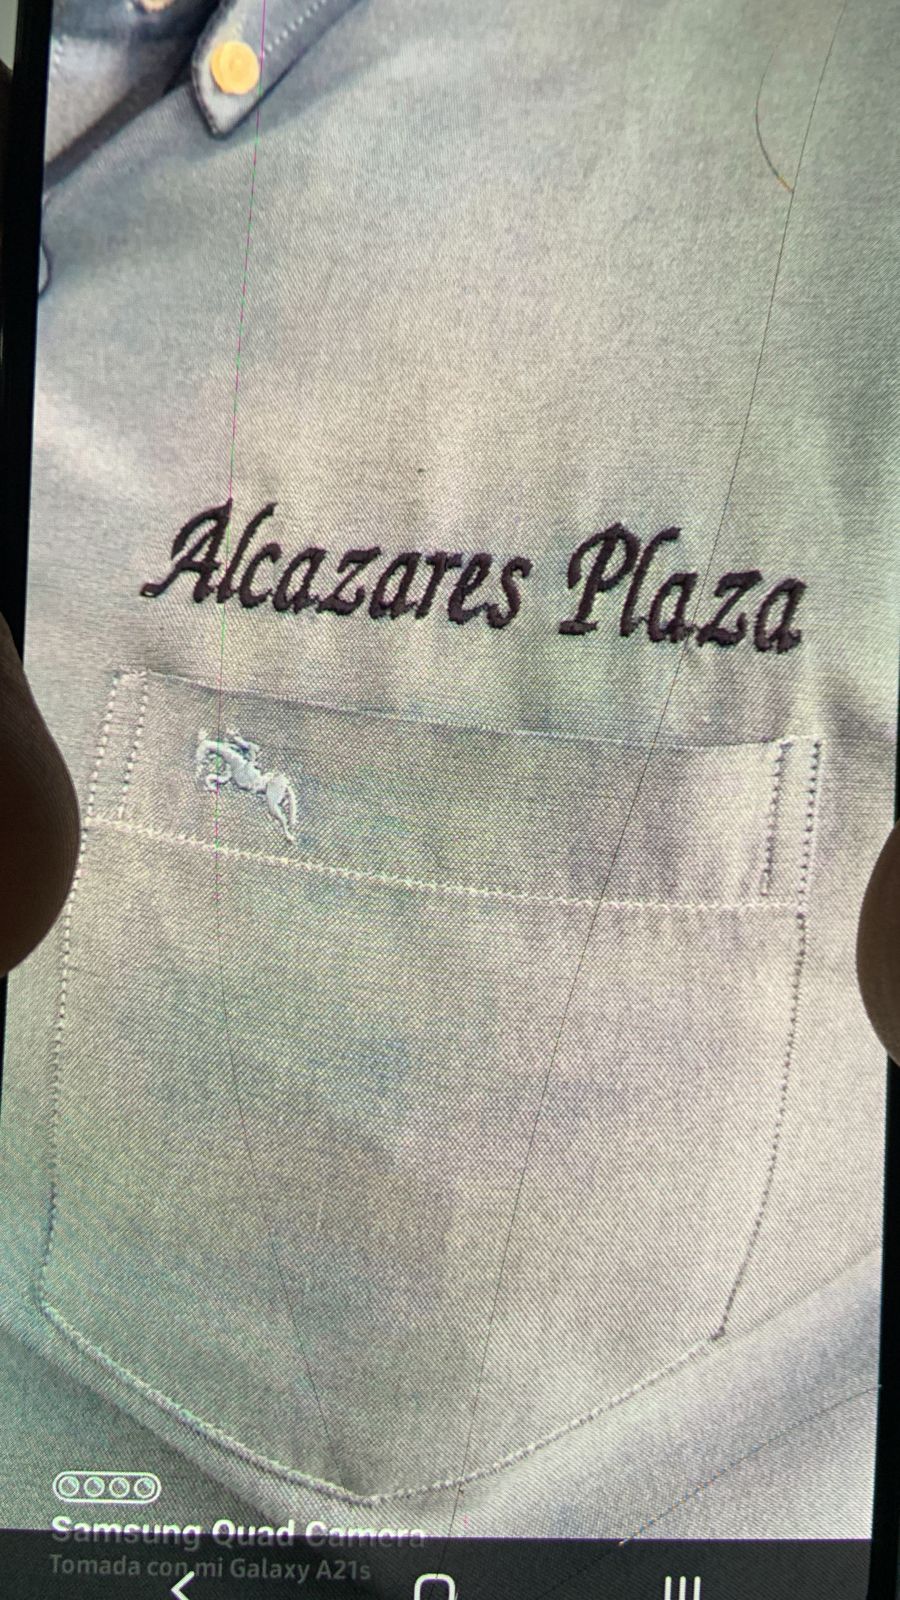 Alcazares Plaza
Samsung Quad Camera
Tomada con mi Galaxy A21s